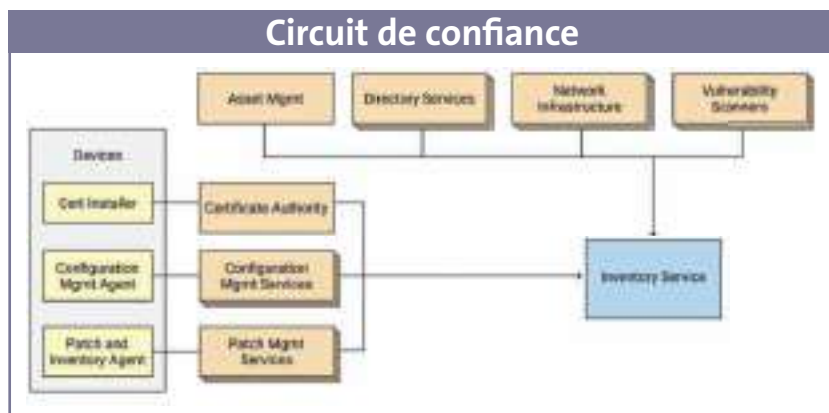 Circuit de confiance
Asset Mgmt
Directory Services
Network
Infrastructure
Vulnerability
Scanners
Devices
Cert Installer
Certificate Authority
Configuration
Mgmt Agent
Configuration
Mgmt Services
Inventory Service
Patch and
Inventory Agent
Patch Mgmt
Services